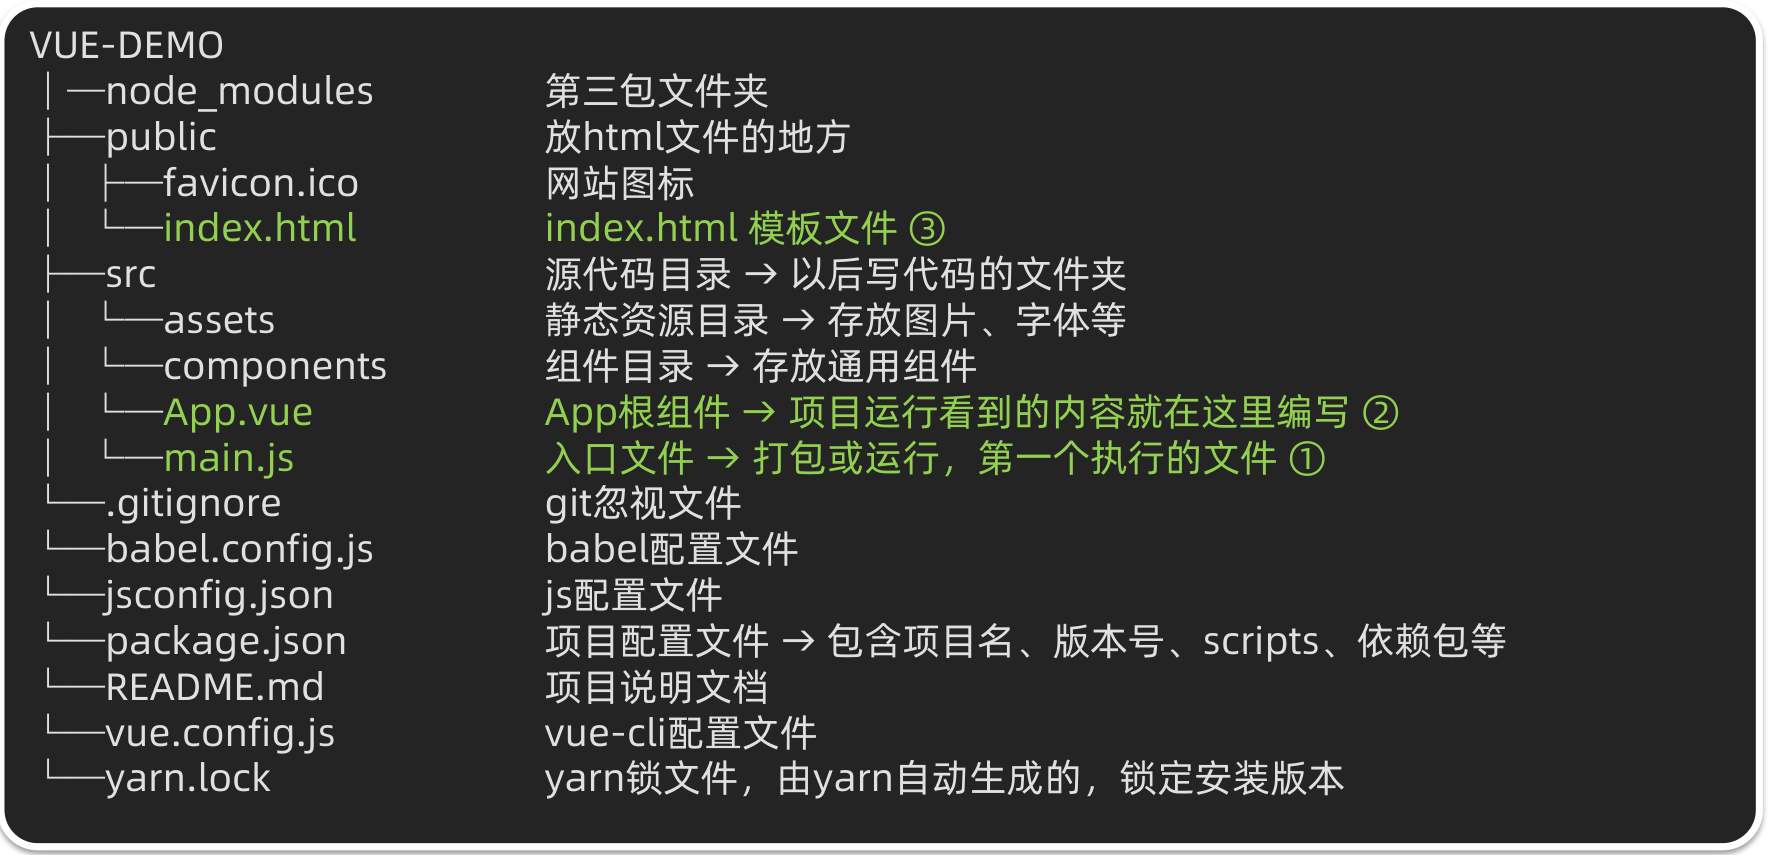 VUE-DEMO
│ ─node_modules 第三包文件夹
├──public 放html文件的地方
│ ├──favicon.ico 网站图标
│ └──index.html index.html 模板文件 ③
├──src 源代码目录 → 以后写代码的文件夹
│ └──assets 静态资源目录 → 存放图片、字体等
│ └──components 组件目录 → 存放通用组件
│ └──App.vue App根组件 → 项目运行看到的内容就在这里编写 ②
│ └──main.js 入口文件 → 打包或运行，第一个执行的文件 ①
└──.gitignore git忽视文件
└──babel.config.js babel配置文件
└──jsconfig.json js配置文件
└──package.json 项目配置文件 → 包含项目名、版本号、scripts、依赖包等
└──README.md 项目说明文档
└──vue.config.js vue-cli配置文件
└──yarn.lock yarn锁文件，由yarn自动生成的，锁定安装版本